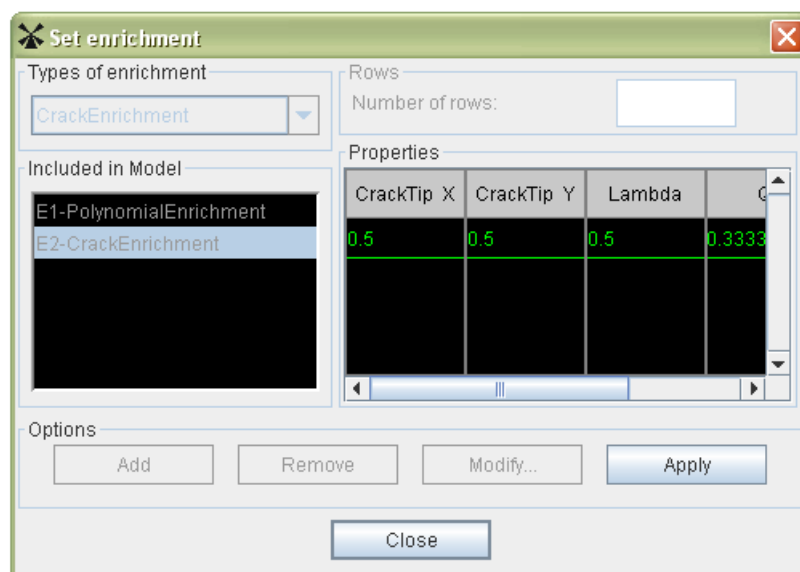 Set enrichment
Types of enrichment
CrackEnrichment
Rows
Number of rows:
Included in Model
E1-PolynomialEnrichment
E2-CrackEnrichment
Properties
CrackTip X CrackTip Y Lambda
0.5 0.5 0.5 0.3333
Options
Add Remove Modify... Apply
Close